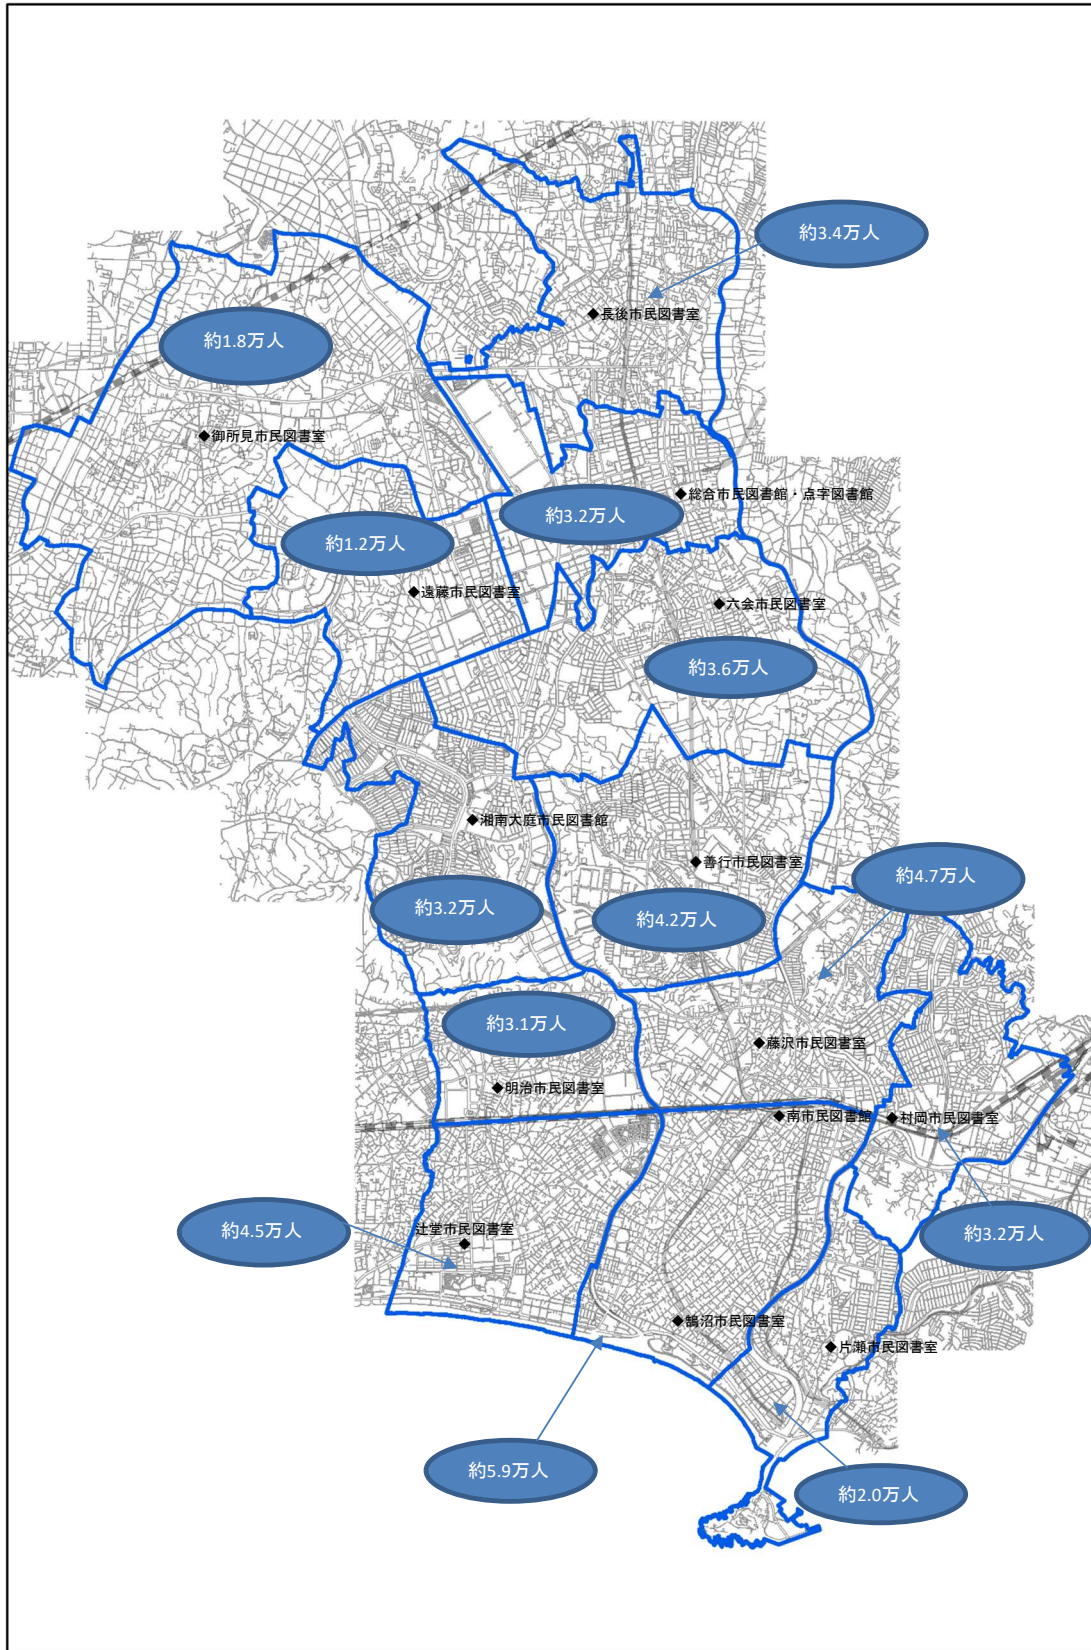 約3.4万人
◆長後市民図書室
約1.8万人
◆御所見市民図書室
◆総合市民図書館・点字図書館
約3.2万人
約1.2万人
◆遠藤市民図書室
◆六会市民図書室
約3.6万人
◆湘南大庭市民図書館
◆善行市民図書室
約4.7万人
約3.2万人
約4.2万人
約3.1万人
◆藤沢市民図書室
◆明治市民図書室
◆南市民図書館
◆村岡市民図書室
約4.5万人
辻堂市民図書室
◆
約3.2万人
◆鵠沼市民図書室
◆片瀬市民図書室
約5.9万人
約2.0万人